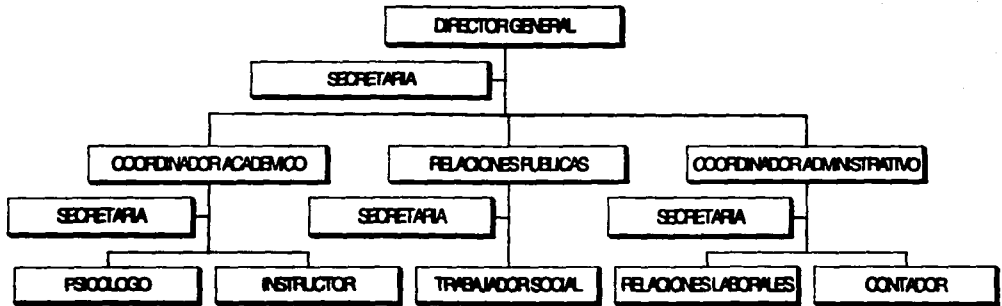 DIRECTOR GENERAL
SECRETARIA
COORDINADOR ACADEMICO
RELACIONES PUBLICAS
COORDINADOR ADMINISTRATIVO
SECRETARIA
SECRETARIA
SECRETARIA
PSICOLOGO
INSTRUCTOR
TRABAJADOR SOCIAL
RELACIONES LABORALES
CONTADOR